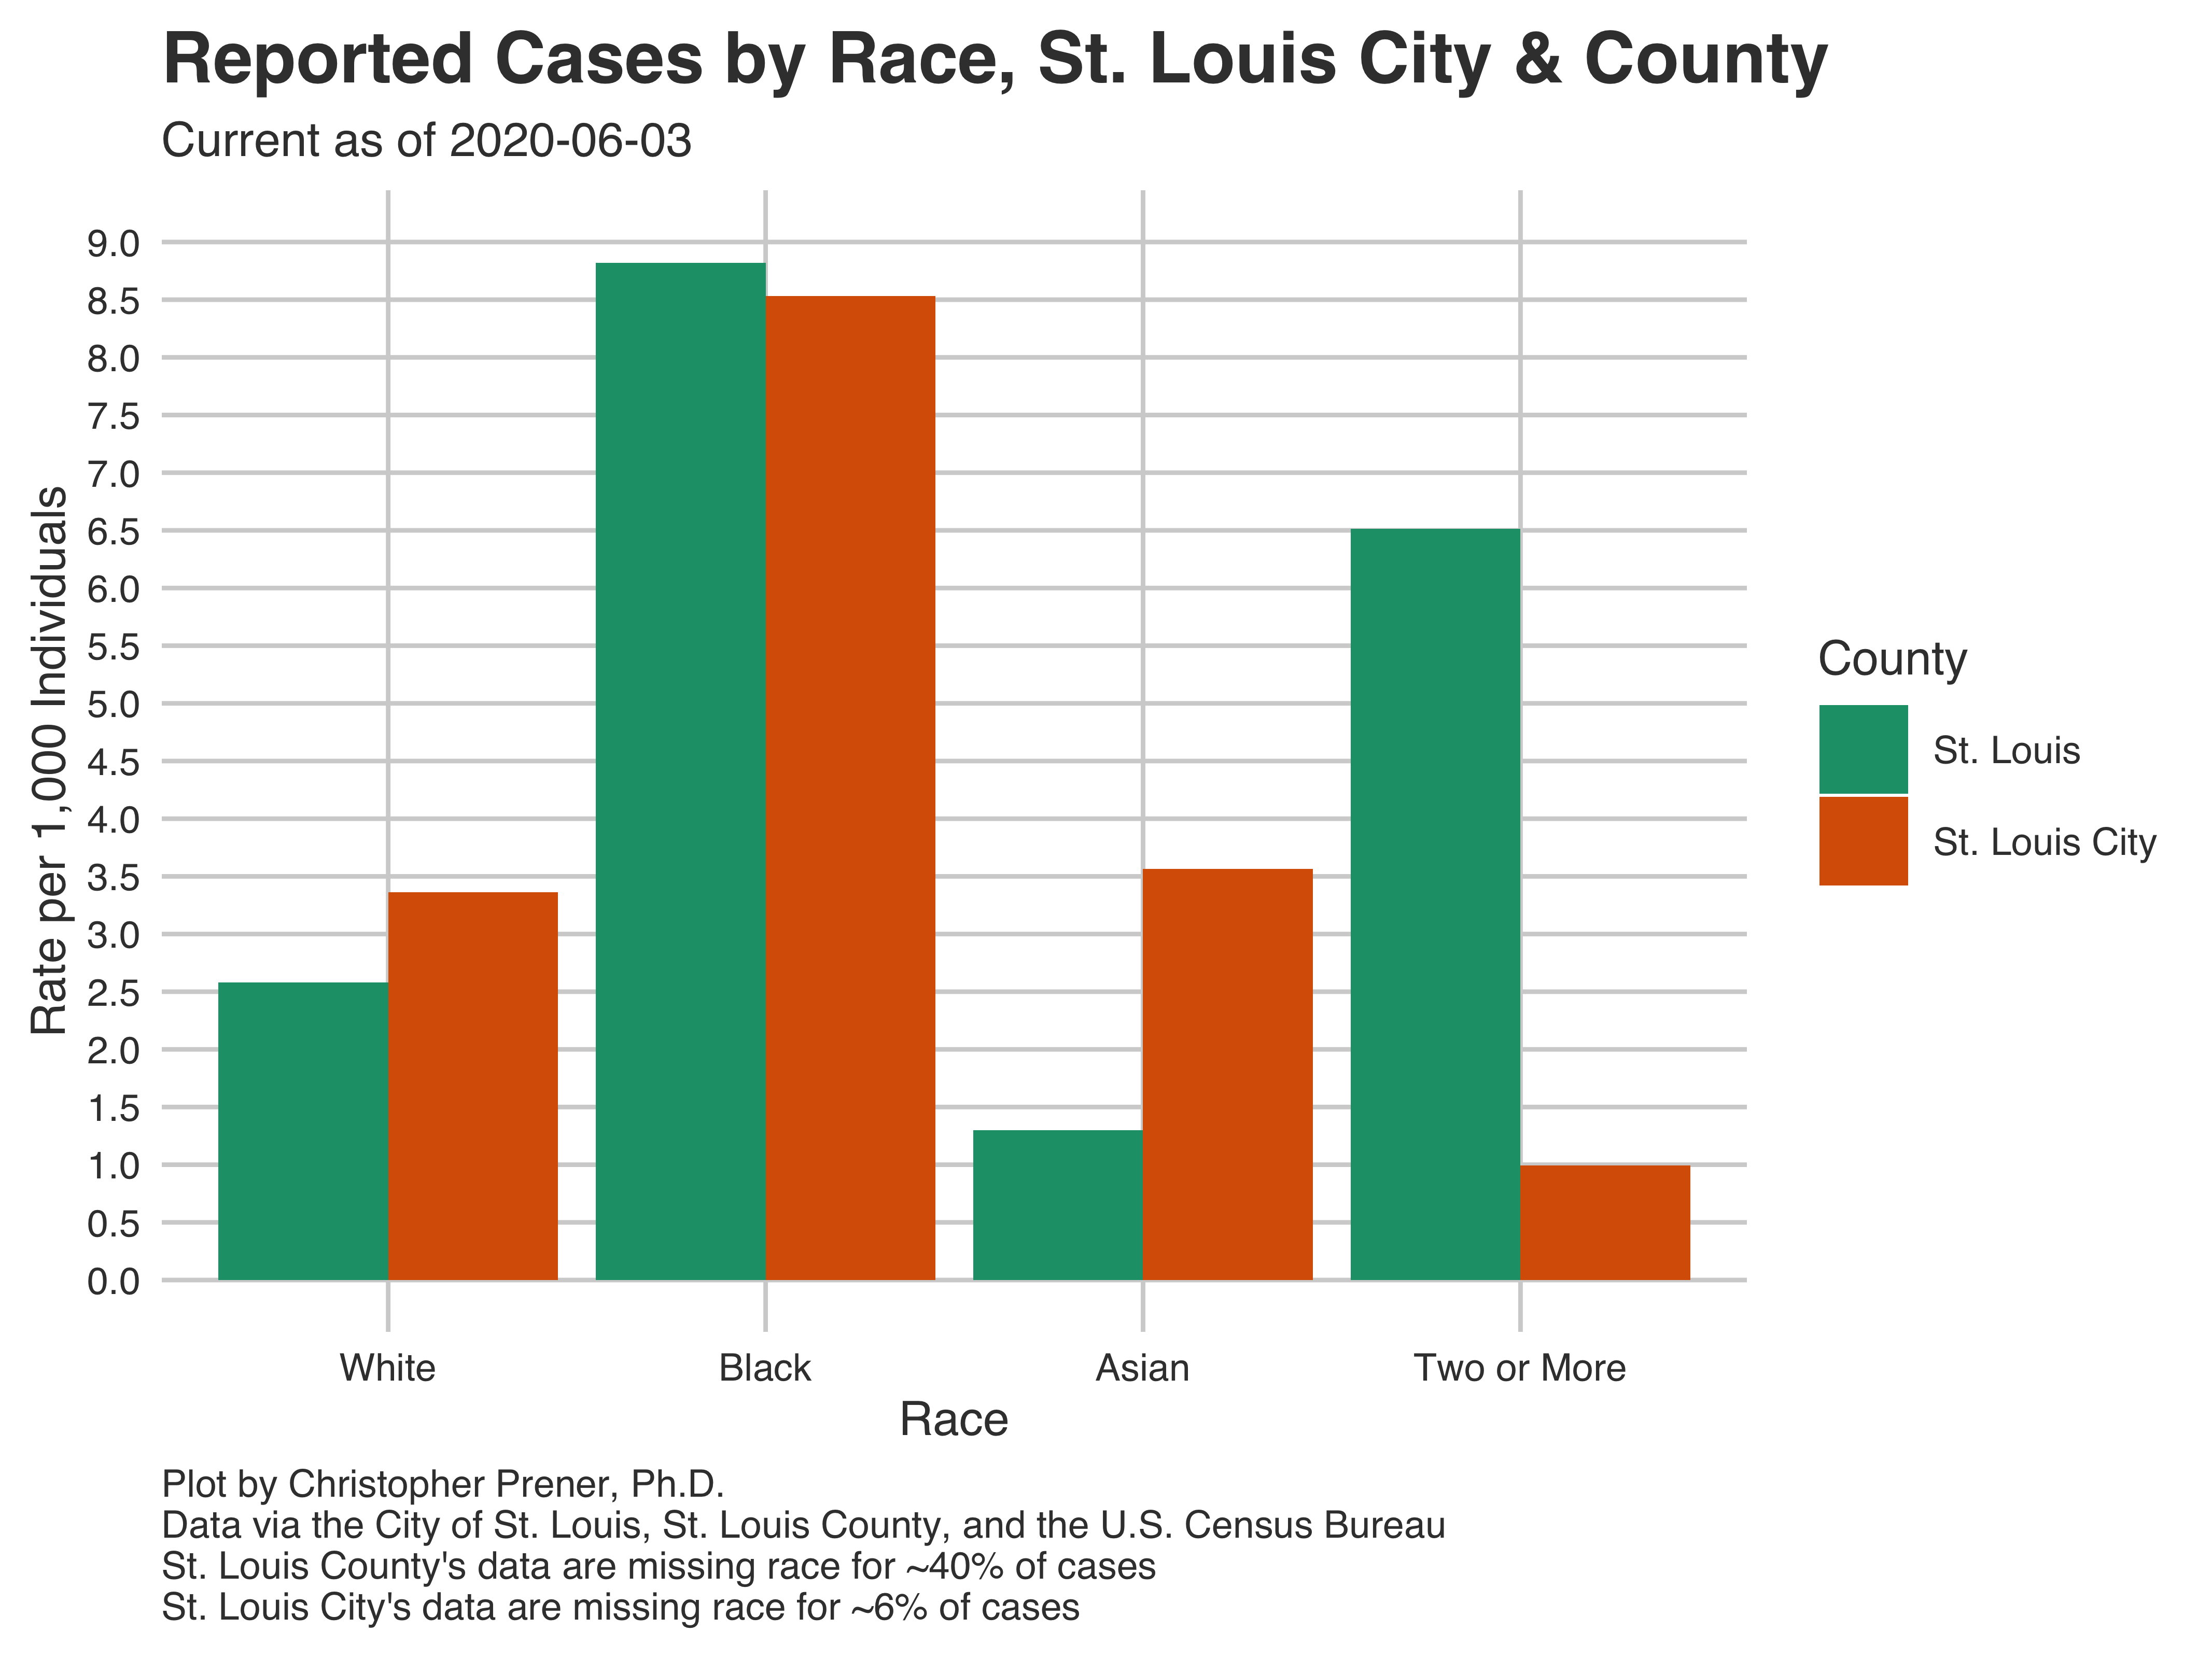 Reported Cases by Race, St. Louis City & County
Current as of 2020-06-03
Rate per 1,000 Individuals
9.0
8.5
8.0
7.5
7.0
6.5
6.0
5.5
5.0
4.5
4.0
3.5
3.0
2.5
2.0
1.5
1.0
0.5
0.0
White Black Asian Two or More
Race
County
St. Louis
St. Louis City
Plot by Christopher Prener, Ph.D.
Data via the City of St. Louis, St. Louis County, and the U.S. Census Bureau
St. Louis County's data are missing race for ~40% of cases
St. Louis City's data are missing race for ~6% of cases